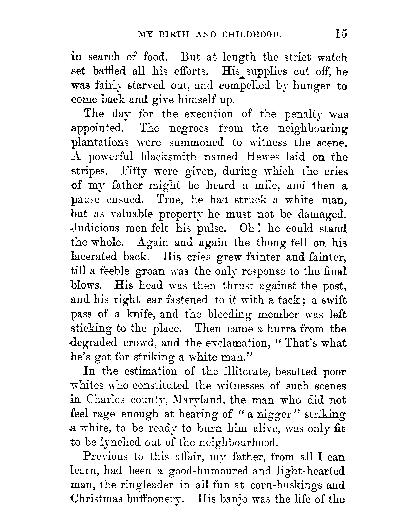 MY BIRTH AND CHILDHOOD. 15
in search of food. But at length the strict watch
set baffled all his efforts. His supplies cut off, he
was fairly starved out, and compelled by hunger to
come back and give himself up.
The day for the execution of the penalty was
appointed. The negroes from the neighbouring
plantations were summoned to witness the scene.
A powerful blacksmith named Hewes laid on the
stripes. Fifty were given, during which the cries
of my father might be heard a mile, and then a
pause ensued. True, he had struck a white man,
but as valuable property he must not be damaged.
Judicious men felt his pulse. Oh! he could stand
the whole. Again and again the thong fell on his
lacerated back. His cries grew fainter and fainter,
till a feeble groan was the only response to the final
blows. His head was then thrust against the post,
and his right ear fastened to it with a tack; a swift
pass of a knife, and the bleeding member was left
sticking to the place. Then came a hurra from the
degraded crowd, and the exclamation, "That's what
he's got for striking a white man."
In the estimation of the illiterate, besotted poor
whites who constituted the witnesses of such scenes
in Charles county, Maryland, the man who did not
feel rage enough at hearing of "a nigger" striking
a white, to be ready to burn him alive, was only fit
to be lynched out of the neighbourhood.
Previous to this affair, my father, from all I can
learn, had been a good-humoured and light-hearted
man, the ringleader in all fun at corn-huskings and
Christmas buffoonery. His banjo was the life of the